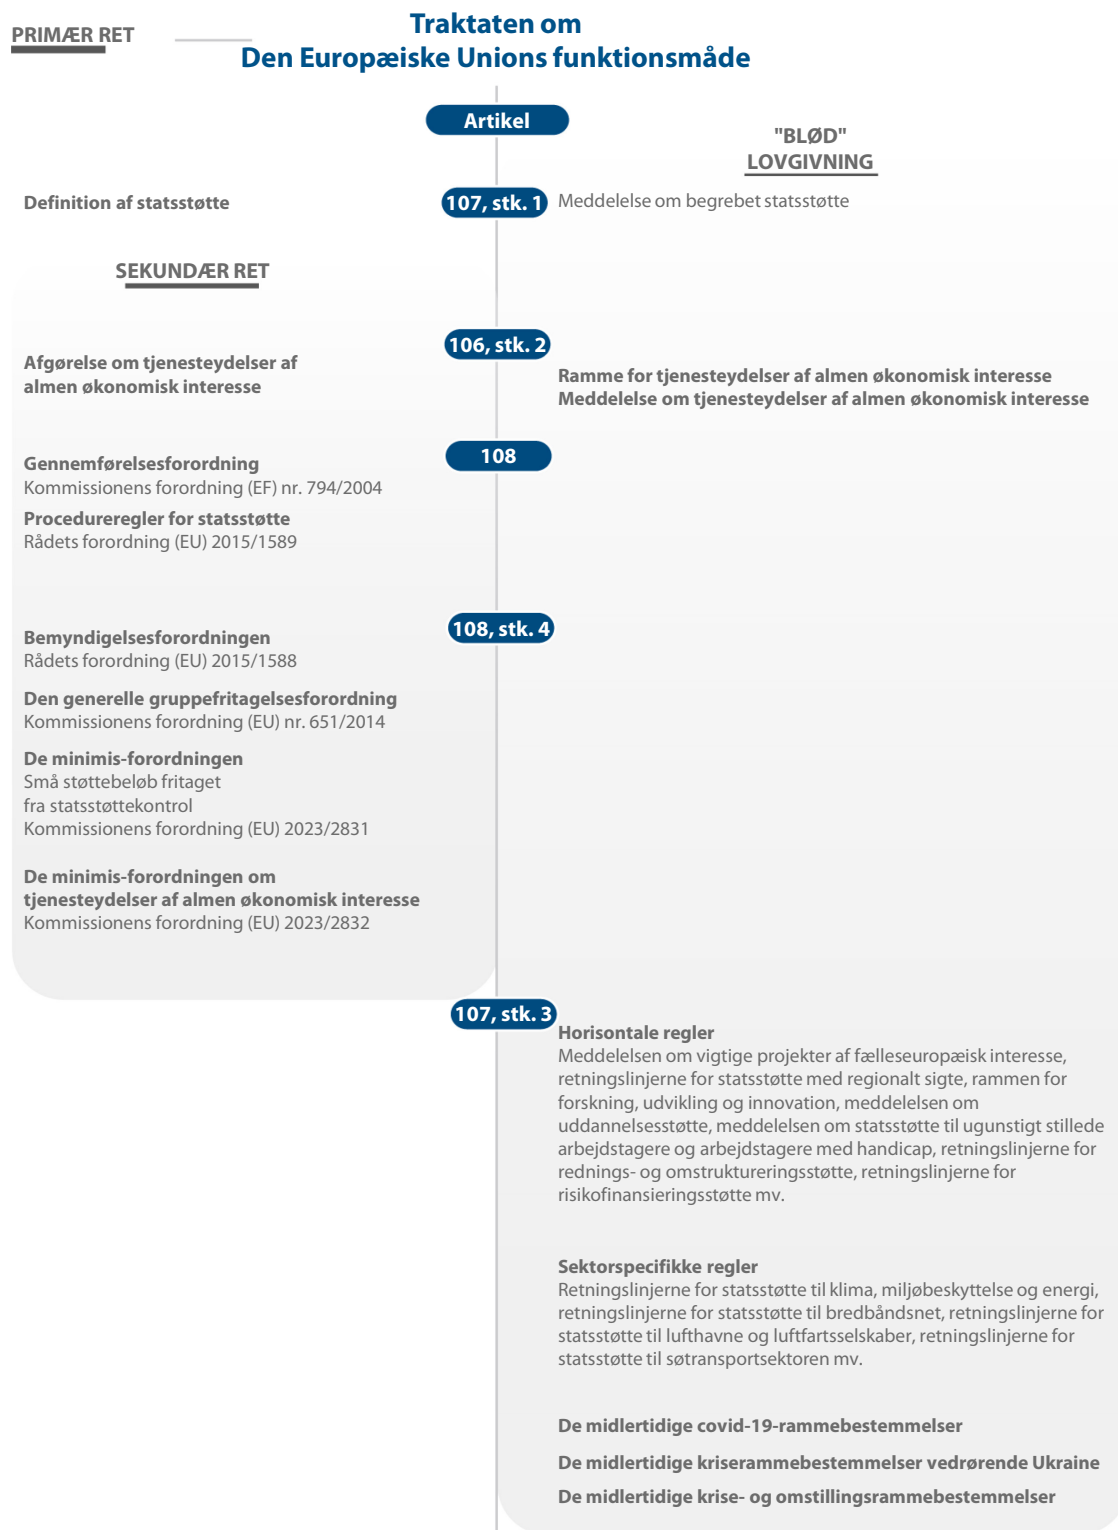 PRIMÆR RET
Traktaten om
Den Europæiske Unions funktionsmåde
Artikel
"BLØD"
LOVGIVNING
Definition af statsstøtte
107, stk. 1
Meddelelse om begrebet statsstøtte
SEKUNDÆR RET
106, stk. 2
Afgørelse om tjenesteydelser af
almen økonomisk interesse
Ramme for tjenesteydelser af almen økonomisk interesse
Meddelelse om tjenesteydelser af almen økonomisk interesse
108
Gennemførelsesforordning
Kommissionens forordning (EF) nr. 794/2004
Procedureregler for statsstøtte
Rådets forordning (EU) 2015/1589
108, stk. 4
Bemyndigelsesforordningen
Rådets forordning (EU) 2015/1588
Den generelle gruppefritagelsesforordning
Kommissionens forordning (EU) nr. 651/2014
De minimis-forordningen
Små støttebeløb fritaget
fra statsstøttekontrol
Kommissionens forordning (EU) 2023/2831
De minimis-forordningen om
tjenesteydelser af almen økonomisk interesse
Kommissionens forordning (EU) 2023/2832
107, stk. 3
Horisontale regler
Meddelelsen om vigtige projekter af fælleseuropæisk interesse,
retningslinjerne for statsstøtte med regionalt sigte, rammen for
forskning, udvikling og innovation, meddelelsen om
uddannelsesstøtte, meddelelsen om statsstøtte til ugunstigt stillede
arbejdstagere og arbejdstagere med handicap, retningslinjerne for
rednings- og omstruktureringsstøtte, retningslinjerne for
risikofinansieringsstøtte mv.
Sektorspecifikke regler
Retningslinjerne for statsstøtte til klima, miljøbeskyttelse og energi,
retningslinjerne for statsstøtte til bredbåndsnet, retningslinjerne for
statsstøtte til lufthavne og luftfartsselskaber, retningslinjerne for
statsstøtte til søtransportsektoren mv.
De midlertidige covid-19-rammebestemmelser
De midlertidige kriserammebestemmelser vedrørende Ukraine
De midlertidige krise- og omstillingsrammebestemmelser